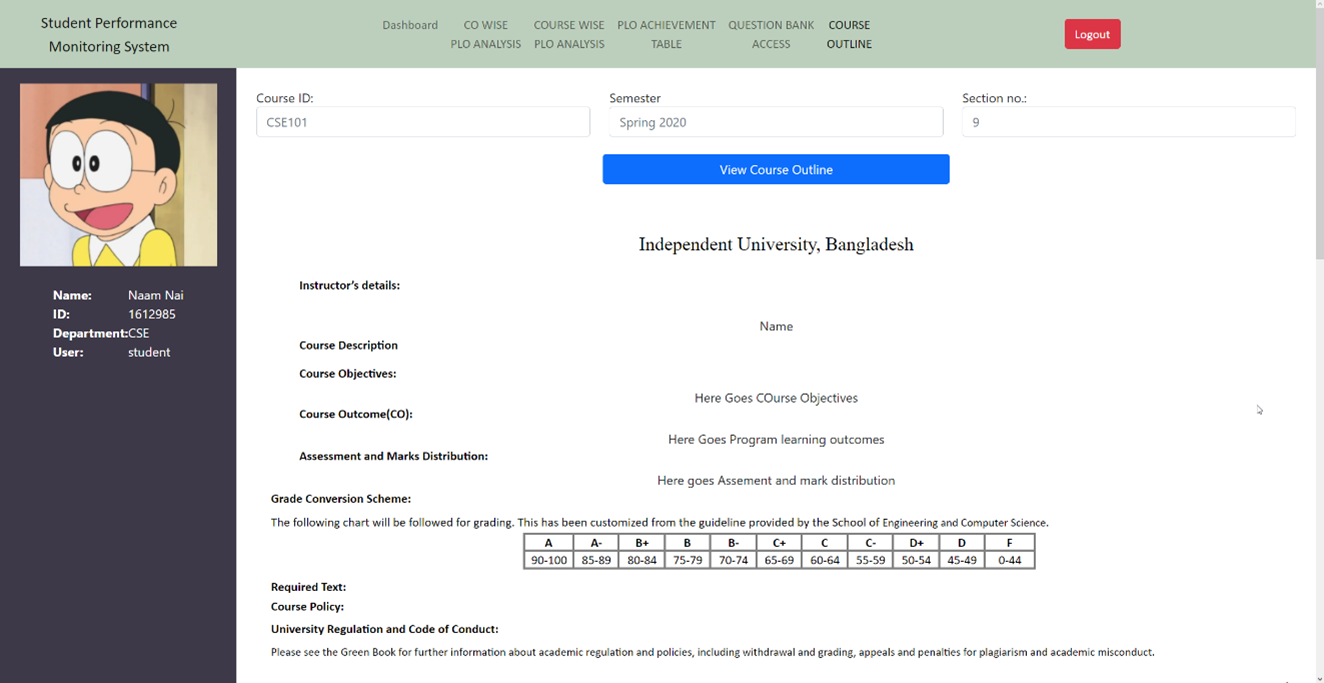 Student Performance
Monitoring System
Dashboard
CO WISE
PLO ANALYSIS
COURSE WISE
PLO ANALYSIS
PLO ACHIEVEMENT
TABLE
QUESTION BANK
ACCESS
COURSE
OUTLINE
Logout
Name: Naam Nai
ID: 1612985
Department:CSE
User: student
Course ID:
CSE101
Semester
Spring 2020
Section no.:
9
View Course Outline
Independent University, Bangladesh
Instructor's details:
Name
Course Description
Course Objectives:
Here Goes COurse Objectives
Course Outcome(CO):
Here Goes Program learning outcomes
Assessment and Marks Distribution:
Here goes Assement and mark distribution
Grade Conversion Scheme:
The following chart will be followed for grading. This has been customized from the guideline provided by the School of Engineering and Computer Science.
A A- B+ B B- C+ C C- D+ D F
90-100 85-89 80-84 75-79 70-74 65-69 60-64 55-59 50-54 45-49 0-44
Required Text:
Course Policy:
University Regulation and Code of Conduct:
Please see the Green Book for further information about academic regulation and policies, including withdrawal and grading, appeals and penalties for plagiarism and academic misconduct.